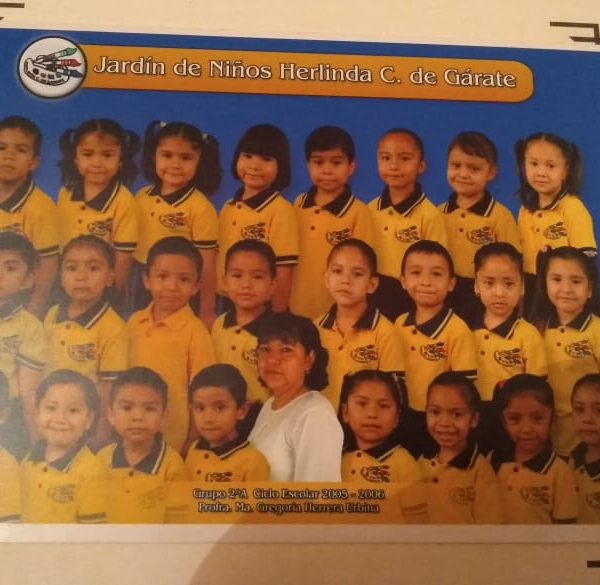 Jardín de Niños Herlinda C. de Gárate
Grupo 2°A Ciclo Escolar 2005 - 2006
Profra. Ma. Gregoria Herrera Urbina